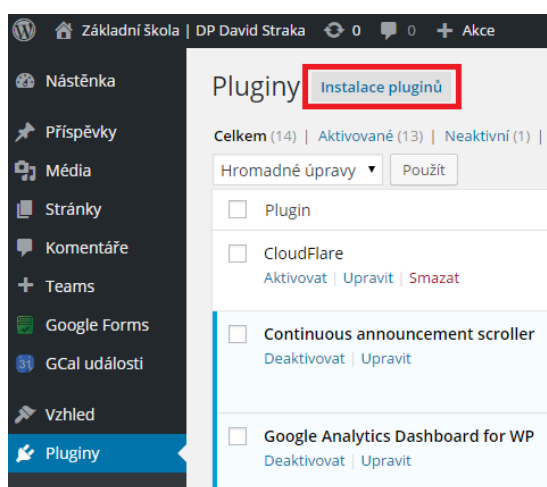 Základní škola | DP David Straka 0 0 + Akce
Nástěnka
Příspěvky
Média
Stránky
Komentáře
Teams
Google Forms
31 GCal události
Vzhled
Pluginy
Pluginy Instalace pluginů
Celkem (14) | Aktivované (13) | Neaktivní (1) |
Hromadné úpravy Použít
Plugin
CloudFlare
Aktivovat | Upravit | Smazat
Continuous announcement scroller
Deaktivovat | Upravit
Google Analytics Dashboard for WP
Deaktivovat | Upravit